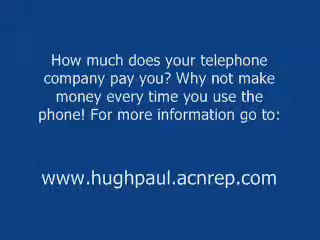 How much does your telephone
company pay you? Why not make
money every time you use the
phone! For more information go to:
www.hughpaul.acnrep.com